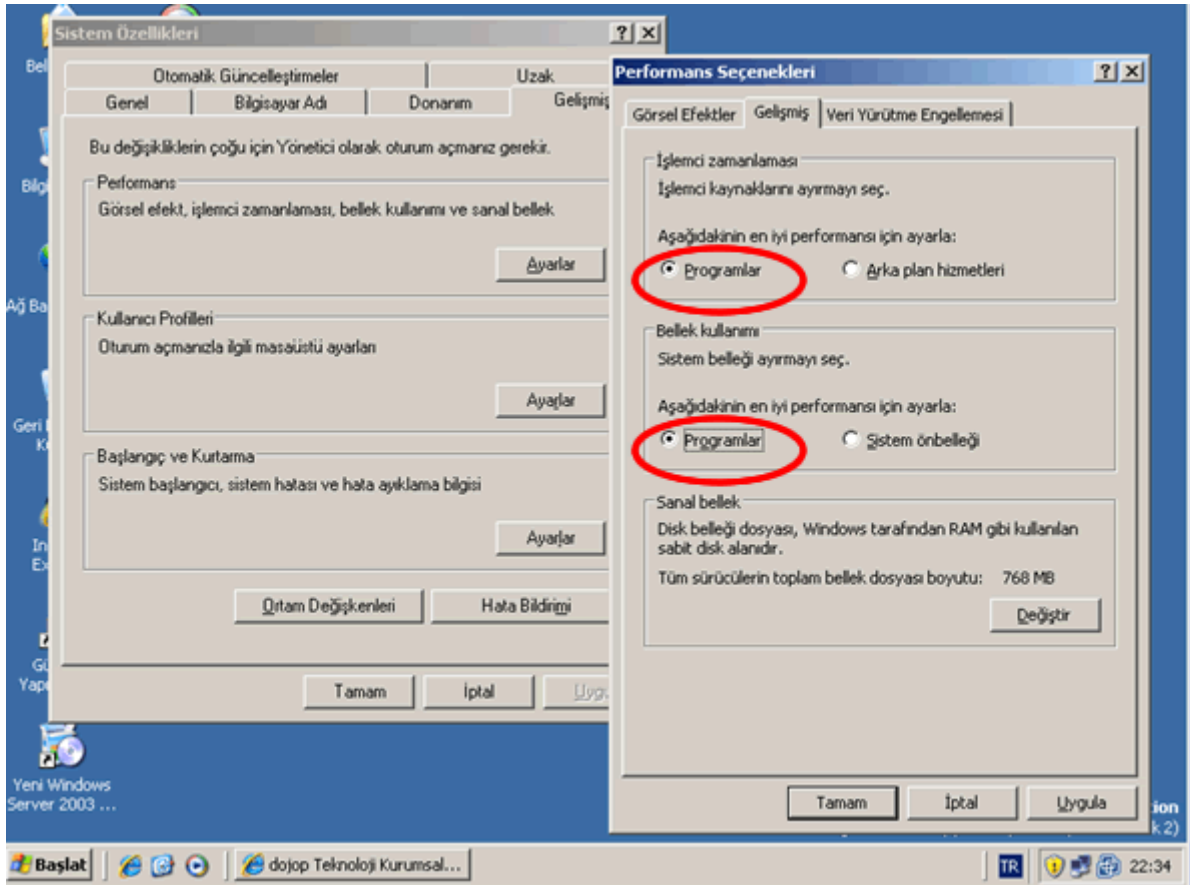 Sistem Özellikleri
Otomatik Güncelleştirmeler
Uzak
Genel
Bilgisayar Adı
Donanım
Gelişmiş
Bu değişikliklerin çoğu için Yönetici olarak oturum açmanız gerekir.
Performans
Görsel efekt, işlemci zamanlaması, bellek kullanımı ve sanal bellek
Ayarlar
Kullanıcı Profilleri
Oturum açmanızla ilgili masaüstü ayarları
Ayarlar
Başlangıç ve Kurtarma
Sistem başlangıcı, sistem hatası ve hata ayıklama bilgisi
Ayarlar
Ortam Değişkenleri
Hata Bildirimi
Tamam
İptal
Performans Seçenekleri
Görsel Efektler
Gelişmiş
Veri Yürütme Engellemesi
İşlemci zamanlaması
İşlemci kaynaklarını ayırmayı seç.
Aşağıdakinin en iyi performansı için ayarla:
Programlar
Arka plan hizmetleri
Bellek kullanımı
Sistem belleği ayırmayı seç.
Aşağıdakinin en iyi performansı için ayarla:
Programlar
Sistem önbelleği
Sanal bellek
Disk belleği dosyası, Windows tarafından RAM gibi kullanılan
sabit disk alanıdır.
Tüm sürücülerin toplam bellek dosyası boyutu: 768 MB
Değiştir
Tamam
İptal
Uygula
Yeni Windows
Server 2003 ...
Başlat
dojop Teknoloji Kurumsal...
TR
22:34